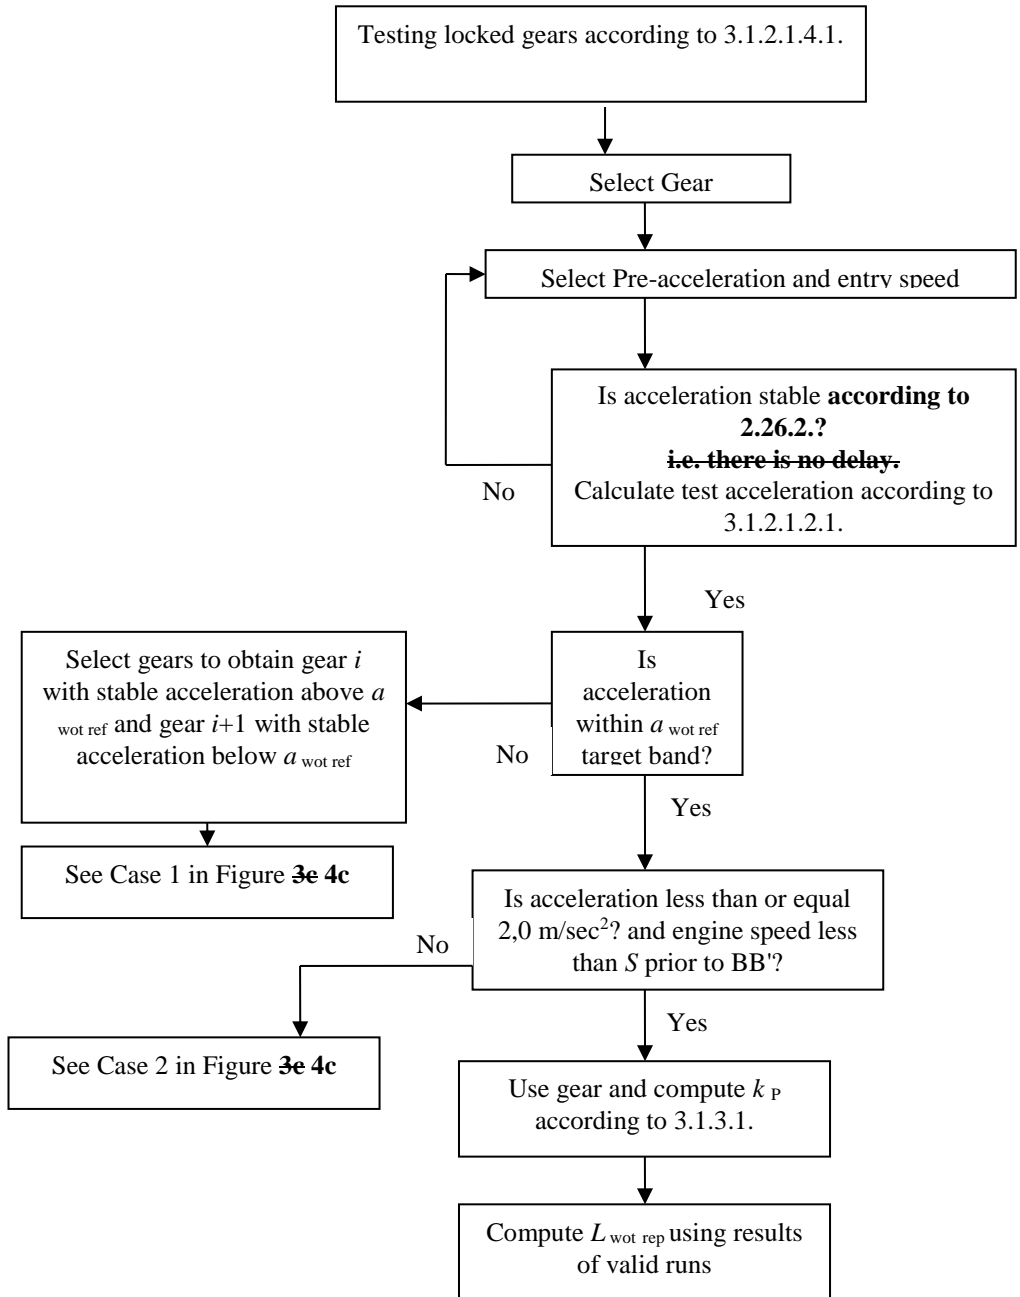 Testing locked gears according to 3.1.2.1.4.1.
Select Gear
Select Pre-acceleration and entry speed
Is acceleration stable according to
2.26.2.?
i.e. there is no delay.
Calculate test acceleration according to
3.1.2.1.2.1.
No
Yes
Select gears to obtain gear i
with stable acceleration above a
wot ref and gear i+1 with stable
acceleration below a wot ref
Is
acceleration
within a wot ref
target band?
No
Yes
See Case 1 in Figure 3c 4c
Is acceleration less than or equal
2,0 m/sec²? and engine speed less
than S prior to BB'?
No
Yes
See Case 2 in Figure 3c 4c
Use gear and compute k P
according to 3.1.3.1.
Compute L wot rep using results
of valid runs